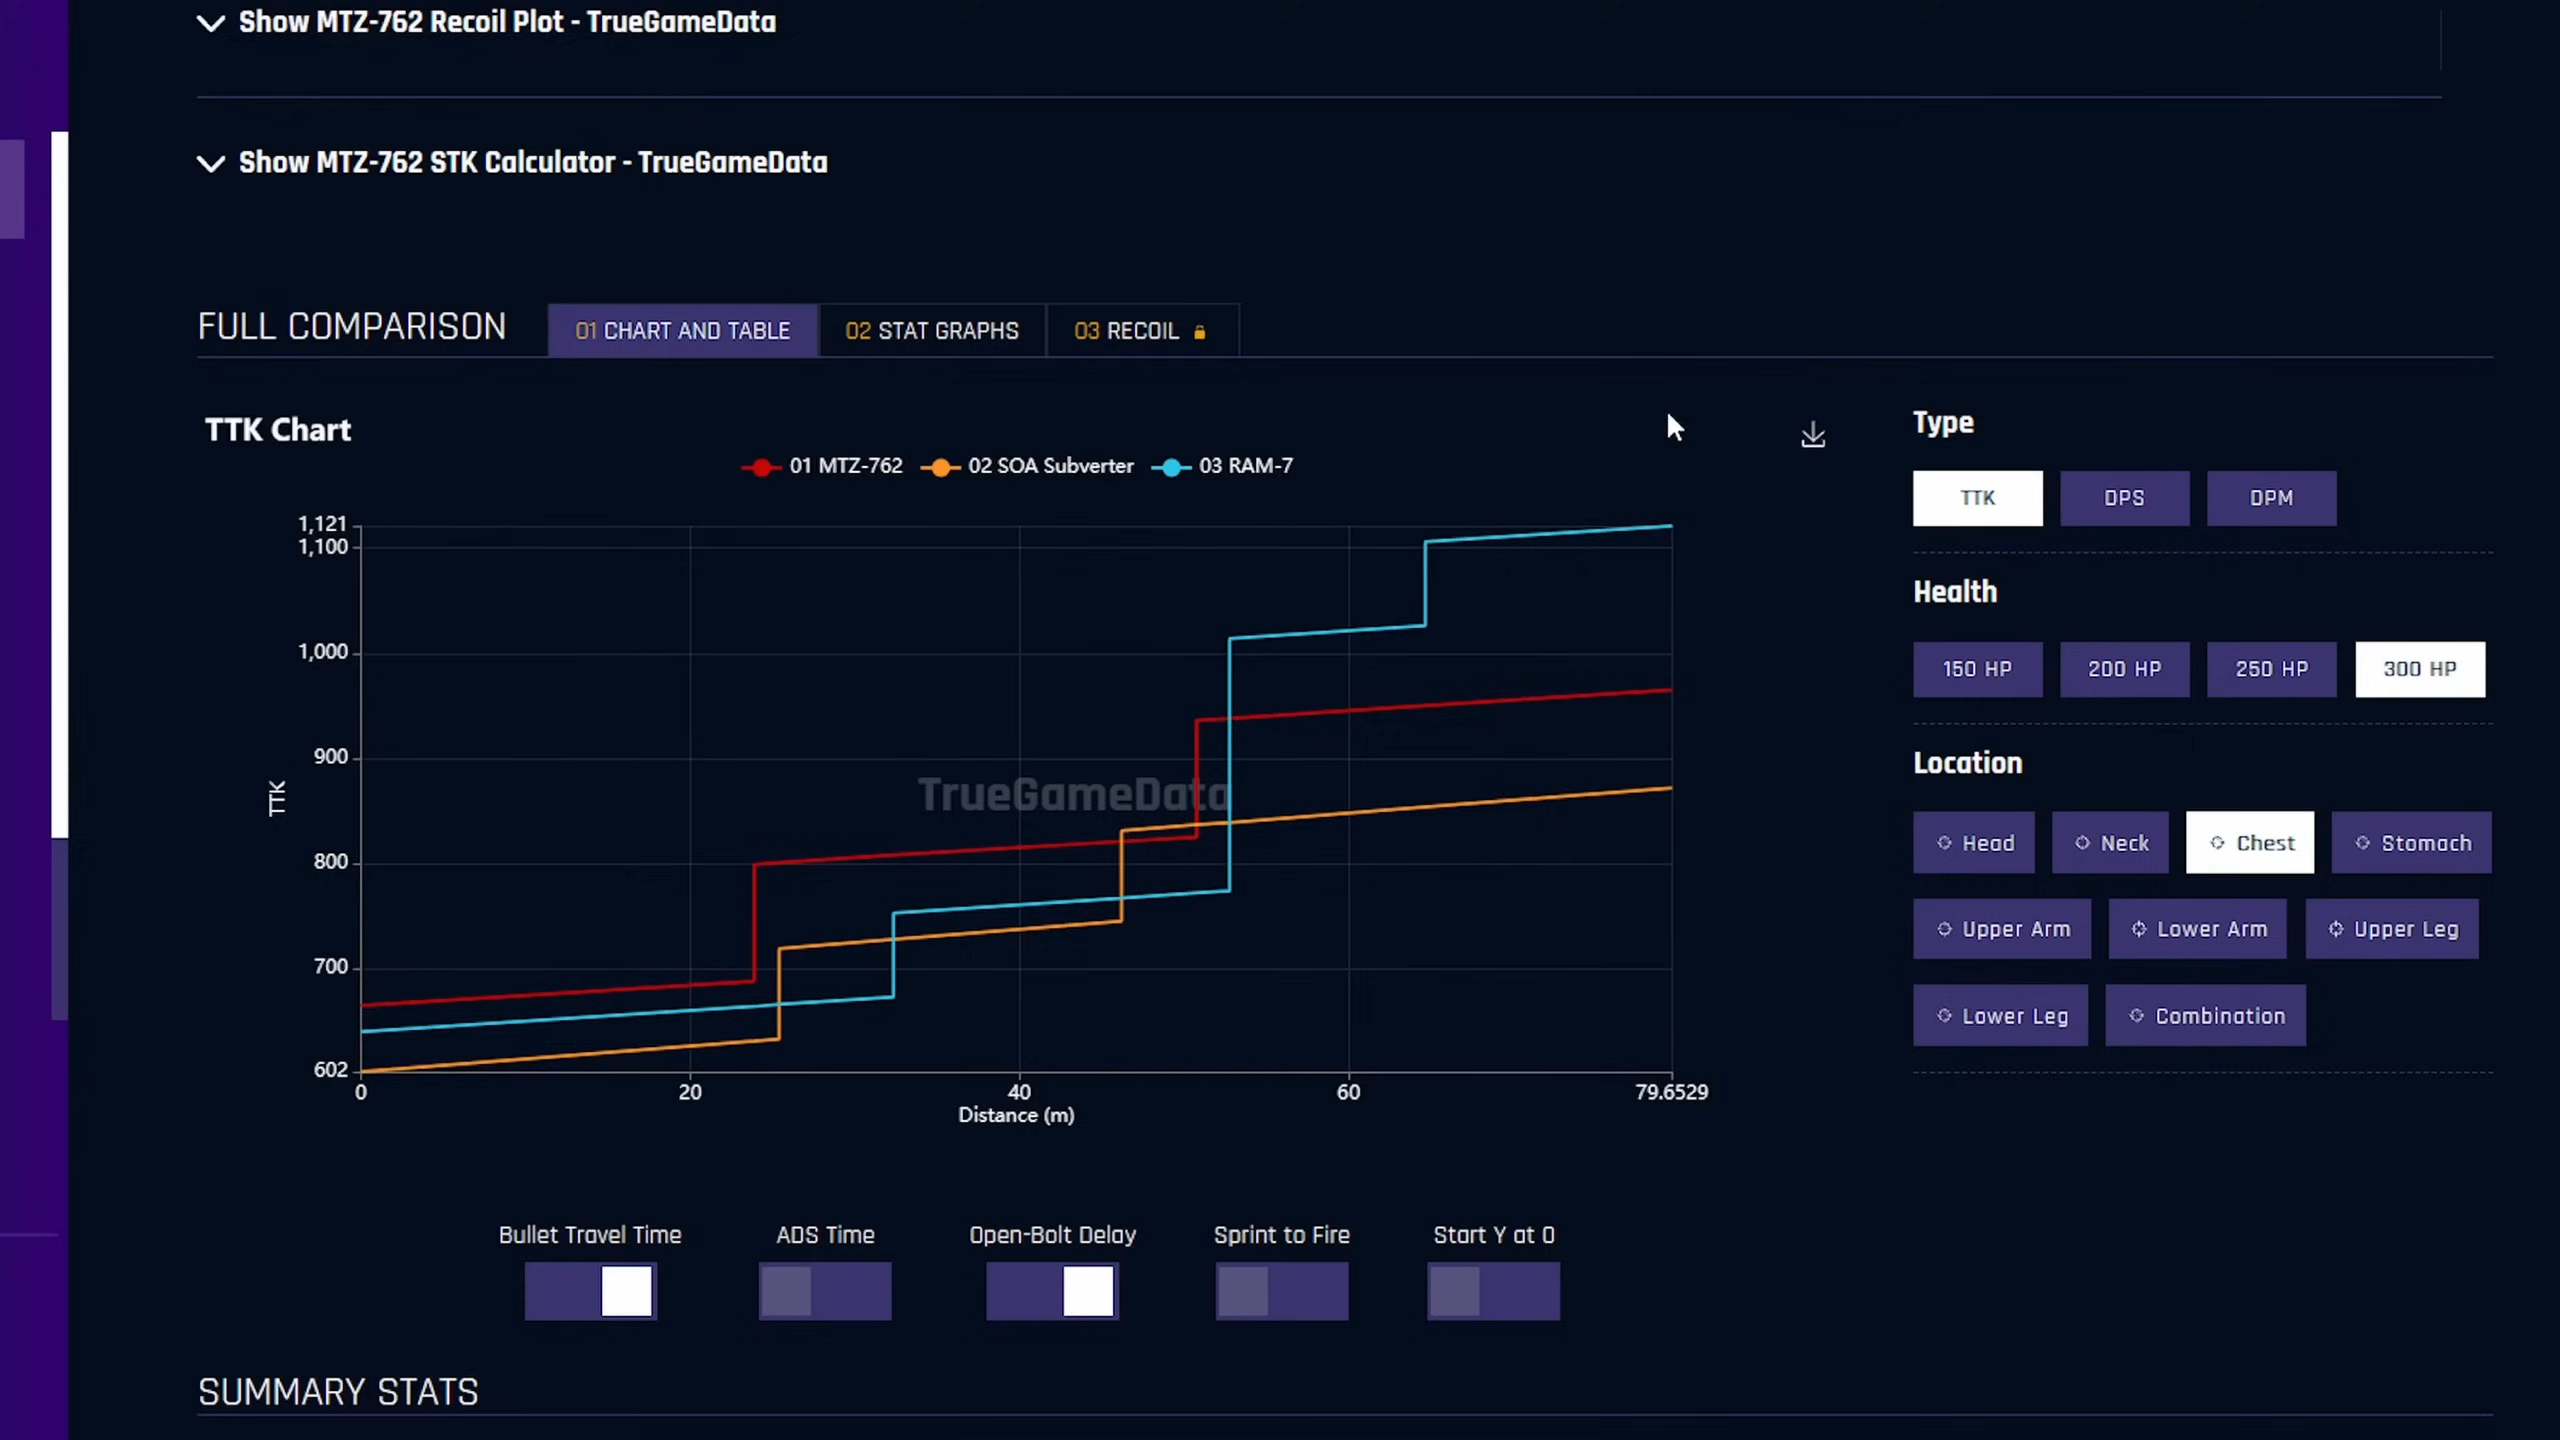 Show MTZ-762 Recoil Plot - TrueGameData
Show MTZ-762 STK Calculator - TrueGameData
FULL COMPARISON
01 CHART AND TABLE
02 STAT GRAPHS
03 RECOIL
TTK Chart
01 MTZ-762
02 SOA Subverter
03 RAM-7
1,121
1,100
1,000
900
800
700
602
TTK
TrueGameData
0
20
40
60
79.6529
Distance (m)
Type
TTK
DPS
DPM
Health
150 HP
200 HP
250 HP
300 HP
Location
Head
Neck
Chest
Stomach
Upper Arm
Lower Arm
Upper Leg
Lower Leg
Combination
Bullet Travel Time
ADS Time
Open-Bolt Delay
Sprint to Fire
Start Y at 0
SUMMARY STATS